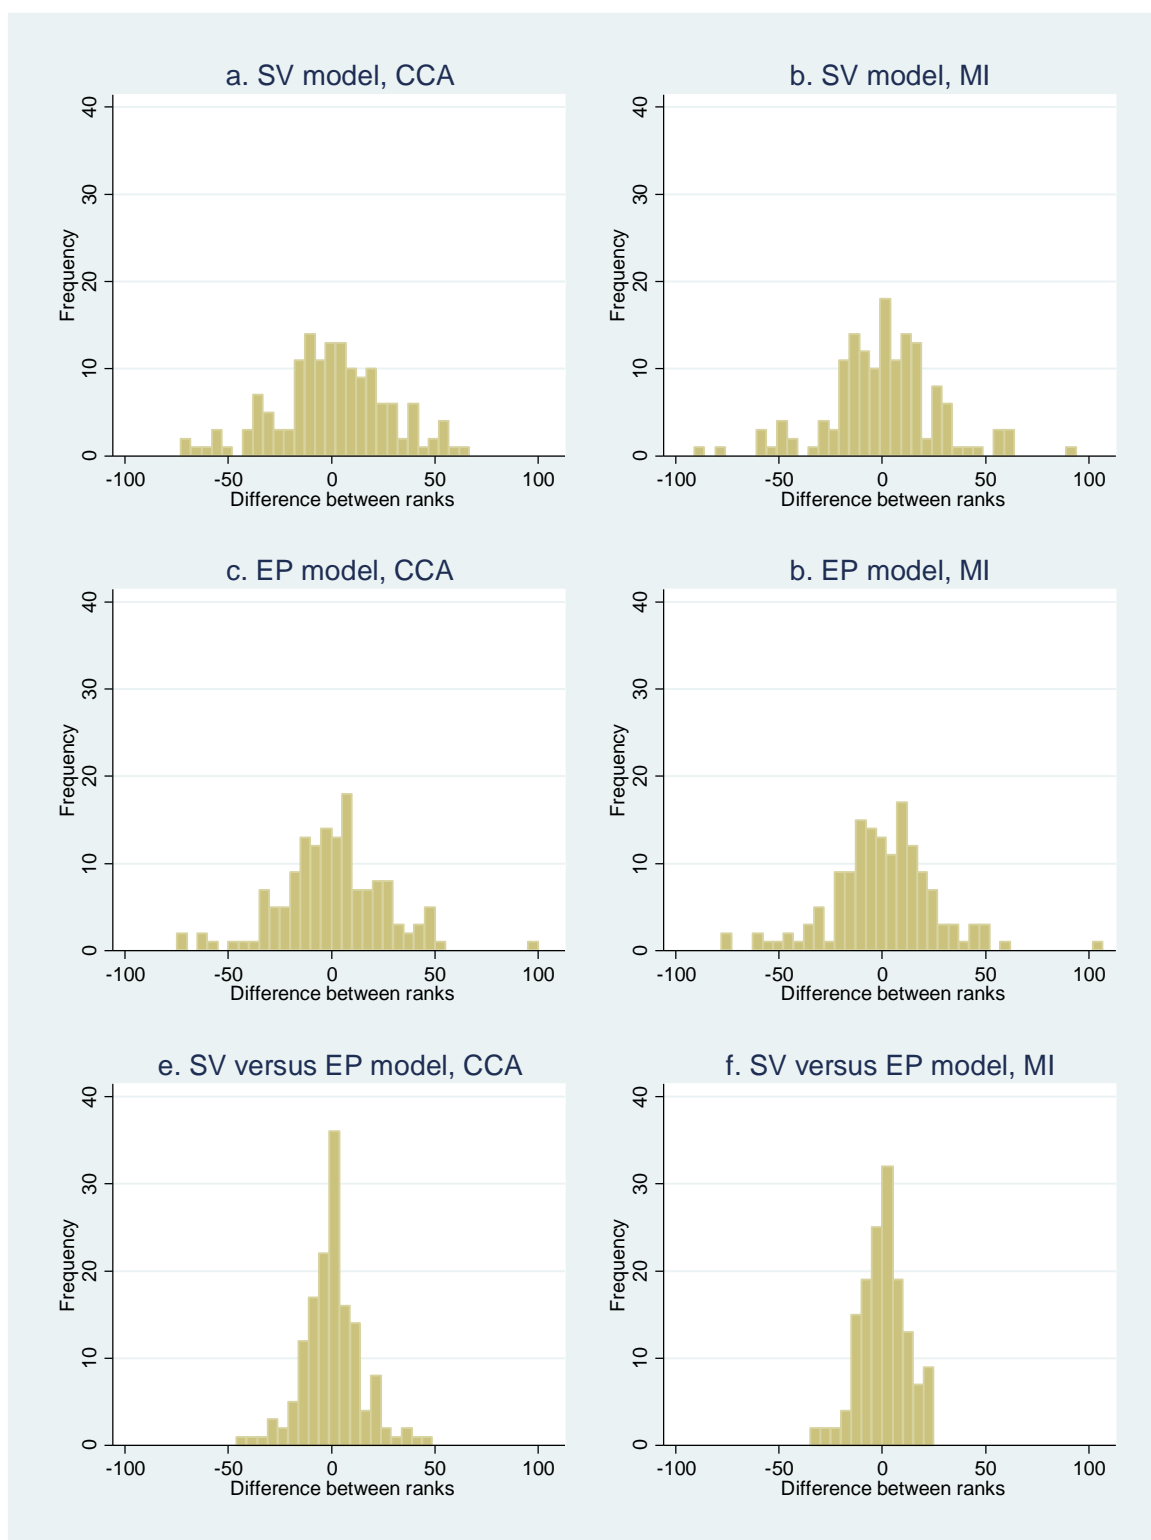 a. SV model, CCA
40
30
20
10
0
Frequency
-100 -50 0 50 100
Difference between ranks
b. SV model, MI
40
30
20
10
0
Frequency
-100 -50 0 50 100
Difference between ranks
c. EP model, CCA
40
30
20
10
0
Frequency
-100 -50 0 50 100
Difference between ranks
b. EP model, MI
40
30
20
10
0
Frequency
-100 -50 0 50 100
Difference between ranks
e. SV versus EP model, CCA
40
30
20
10
0
Frequency
-100 -50 0 50 100
Difference between ranks
f. SV versus EP model, MI
40
30
20
10
0
Frequency
-100 -50 0 50 100
Difference between ranks